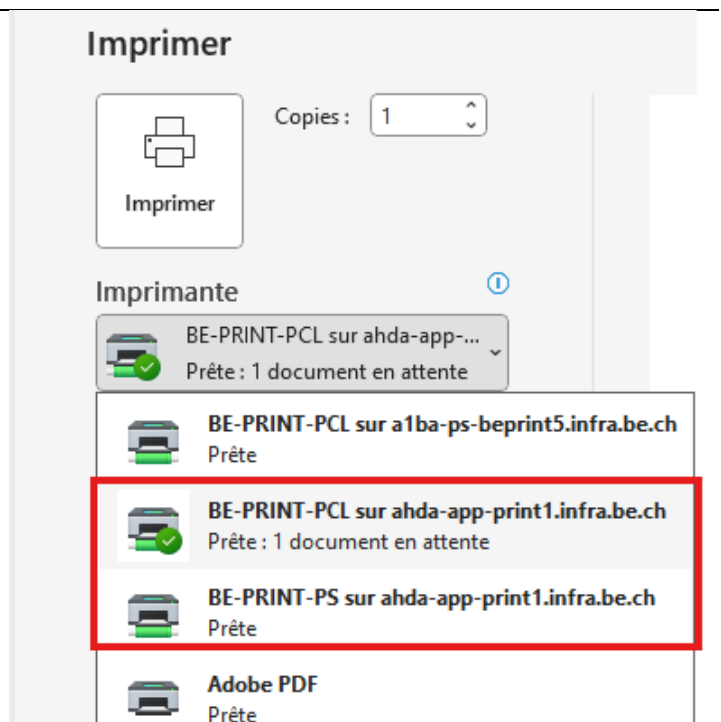 Imprimer
Copies : 1
Imprimer
Imprimante
BE-PRINT-PCL sur ahda-app-...
Prête : 1 document en attente
BE-PRINT-PCL sur a1ba-ps-beprint5.infra.be.ch
Prête
BE-PRINT-PCL sur ahda-app-print1.infra.be.ch
Prête : 1 document en attente
BE-PRINT-PS sur ahda-app-print1.infra.be.ch
Prête
Adobe PDF
Prête